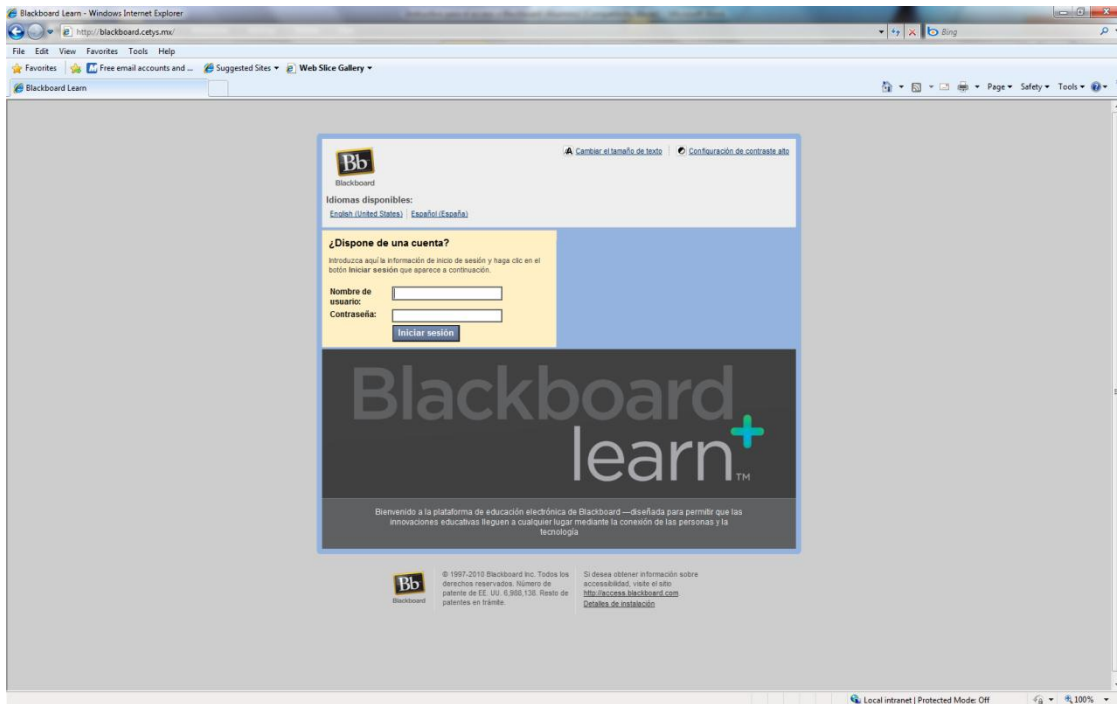 Blackboard Learn - Windows Internet Explorer
http://blackboard.cetys.mx/
Bing
File Edit View Favorites Tools Help
Favorites Free email accounts and ... Suggested Sites Web Slice Gallery
Blackboard Learn
Page Safety Tools
Bb
Blackboard
Cambiar el tamaño de texto
Configuración de contraste alto
Idiomas disponibles:
English (United States) Español (España)
¿Dispone de una cuenta?
Introduzca aquí la información de inicio de sesión y haga clic en el
botón Iniciar sesión que aparece a continuación.
Nombre de
usuario:
Contraseña:
Iniciar sesión
Blackboard
learn+™
Bienvenido a la plataforma de educación electrónica de Blackboard —diseñada para permitir que las
innovaciones educativas lleguen a cualquier lugar mediante la conexión de las personas y la
tecnología
Bb
Blackboard
© 1997-2010 Blackboard Inc. Todos los
derechos reservados. Número de
patente de EE. UU. 6,988,138. Resto de
patentes en trámite.
Si desea obtener información sobre
accessibilidad, visite el sitio
http://access.blackboard.com
Detalles de instalación
Local intranet | Protected Mode: Off
100%